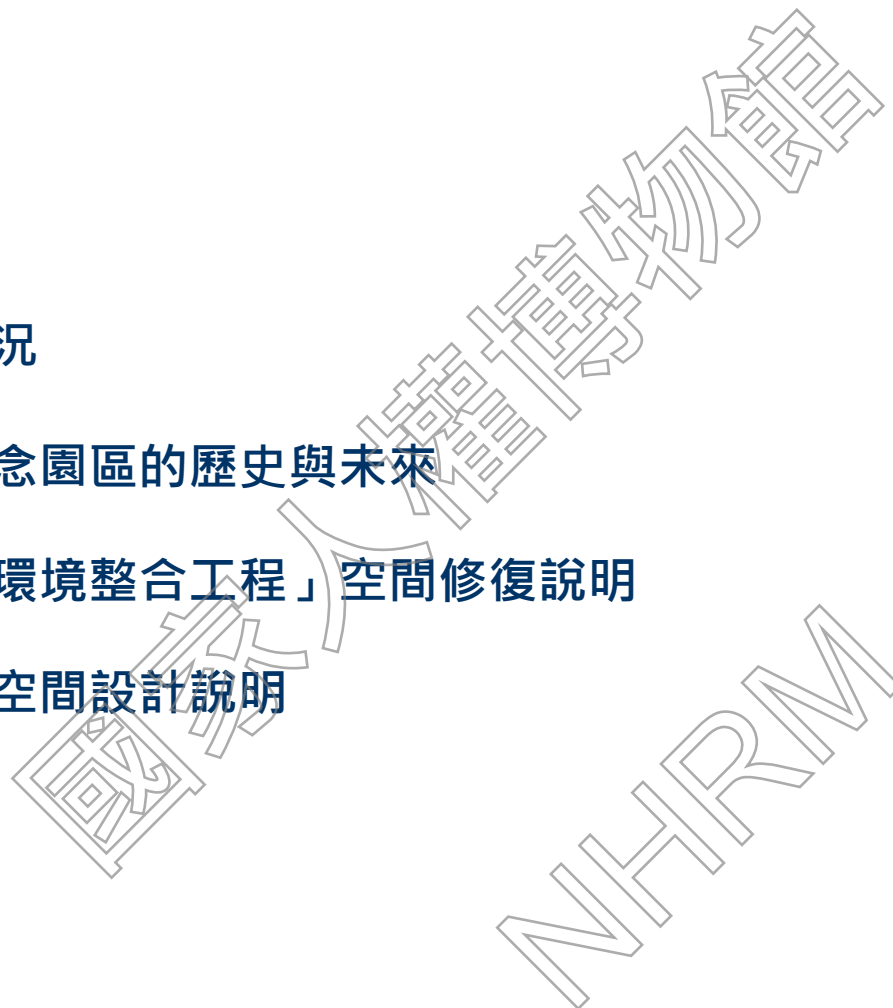 況
念園區的歷史與未來
環境整合工程」空間修復說明
空間設計說明
國家人權博物館
NHRM